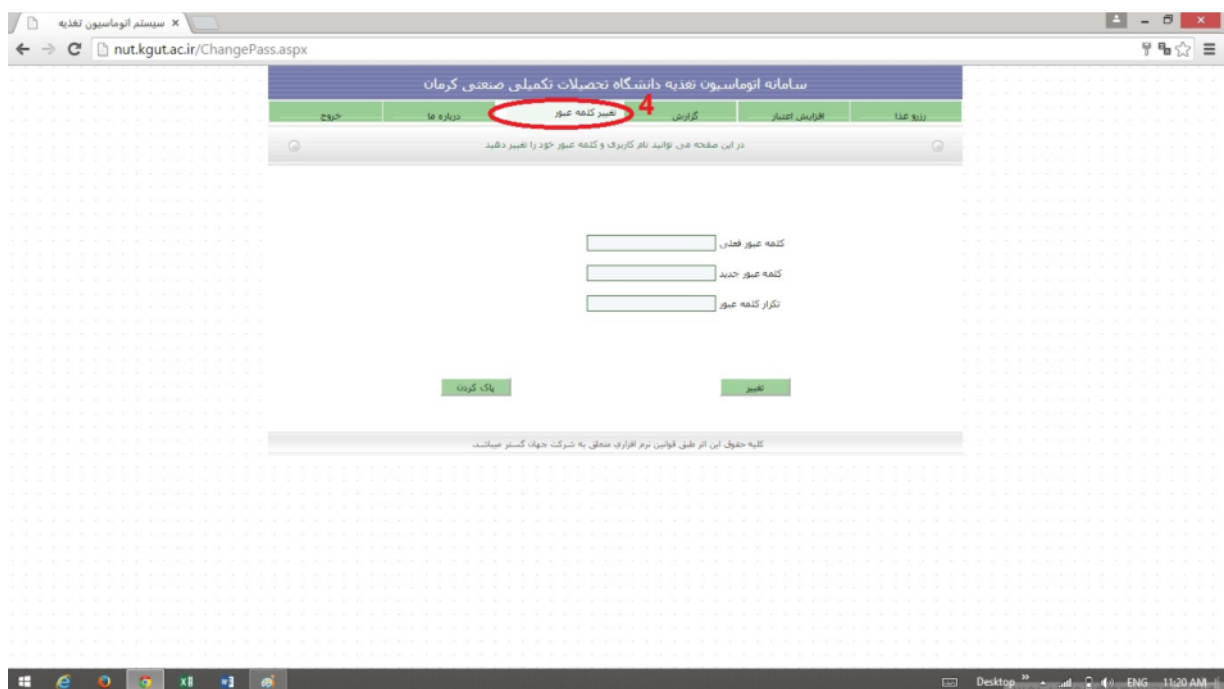 سیستم اتوماسیون تغذیه
nut.kgut.ac.ir/ChangePass.aspx
سامانه اتوماسیون تغذیه دانشگاه تحصیلات تکمیلی صنعتی کرمان
رزرو غذا افزایش اعتبار گزارش 4 تغییر کلمه عبور درباره ما خروج
در این صفحه می توانید نام کاربری و کلمه عبور خود را تغییر دهید
کلمه عبور فعلی
کلمه عبور جدید
تکرار کلمه عبور
تغییر پاک کردن
کلیه حقوق این اثر طبق قوانین نرم افزاری متعلق به شرکت جهان گستر میباشد.
Desktop ENG 11:20 AM